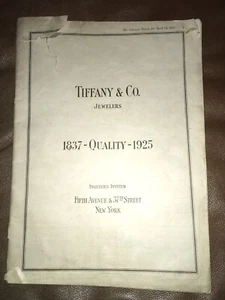 TIFFANY & CO.
JEWELERS
1837-QUALITY-1925
FIFTH AVENUE & 37TH STREET
NEW YORK